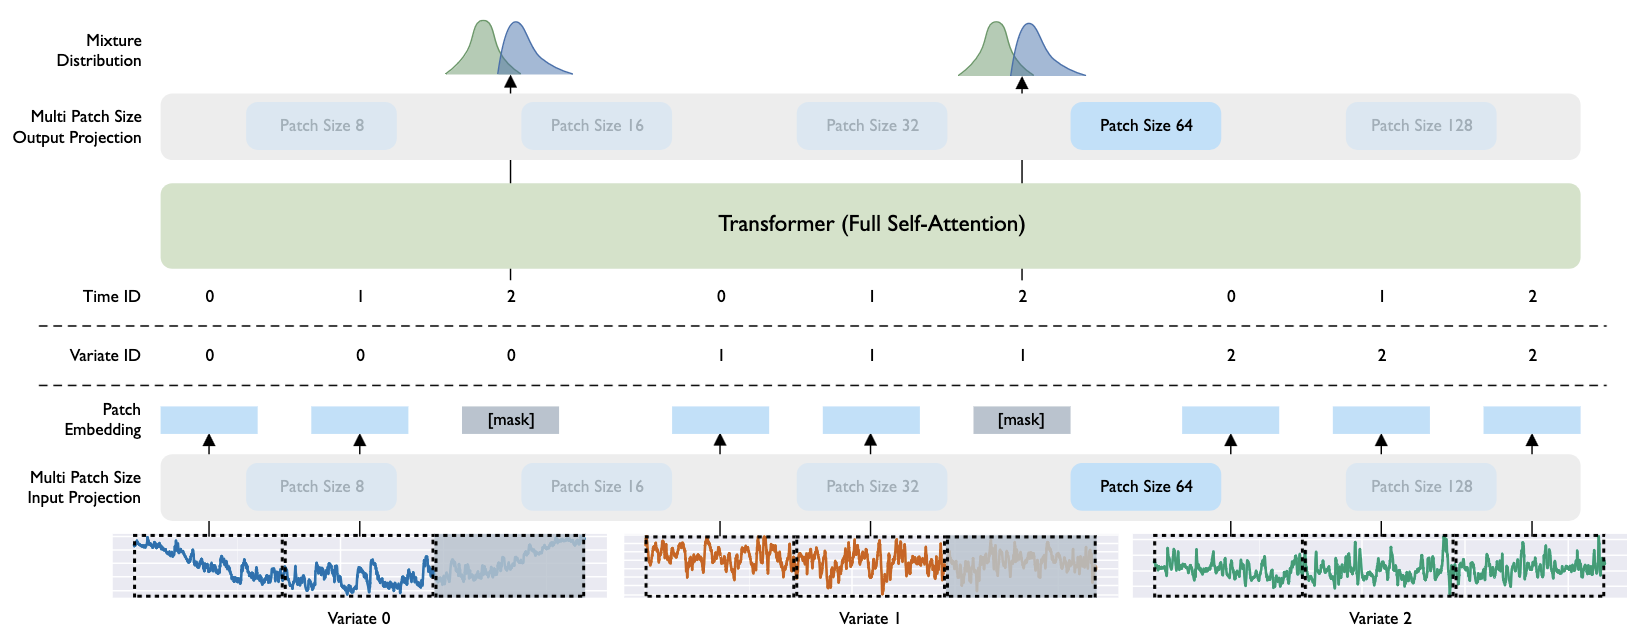 Mixture
Distribution
Multi Patch Size
Output Projection
Patch Size 8
Patch Size 16
Patch Size 32
Patch Size 64
Patch Size 128
Transformer (Full Self-Attention)
Time ID 0 1 2 0 1 2 0 1 2
Variate ID 0 0 0 1 1 1 2 2 2
Patch
Embedding
[mask] [mask]
Multi Patch Size
Input Projection
Patch Size 8
Patch Size 16
Patch Size 32
Patch Size 64
Patch Size 128
Variate 0
Variate 1
Variate 2